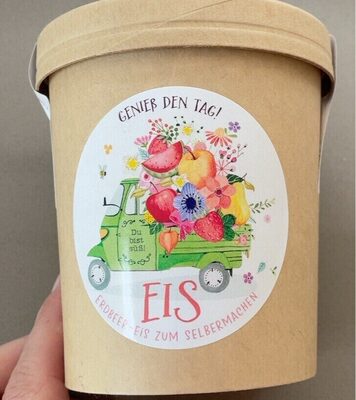 GENIEß DEN TAG!
Du
bist
süß!
EIS
ERDBEER-EIS ZUM SELBERMACHEN